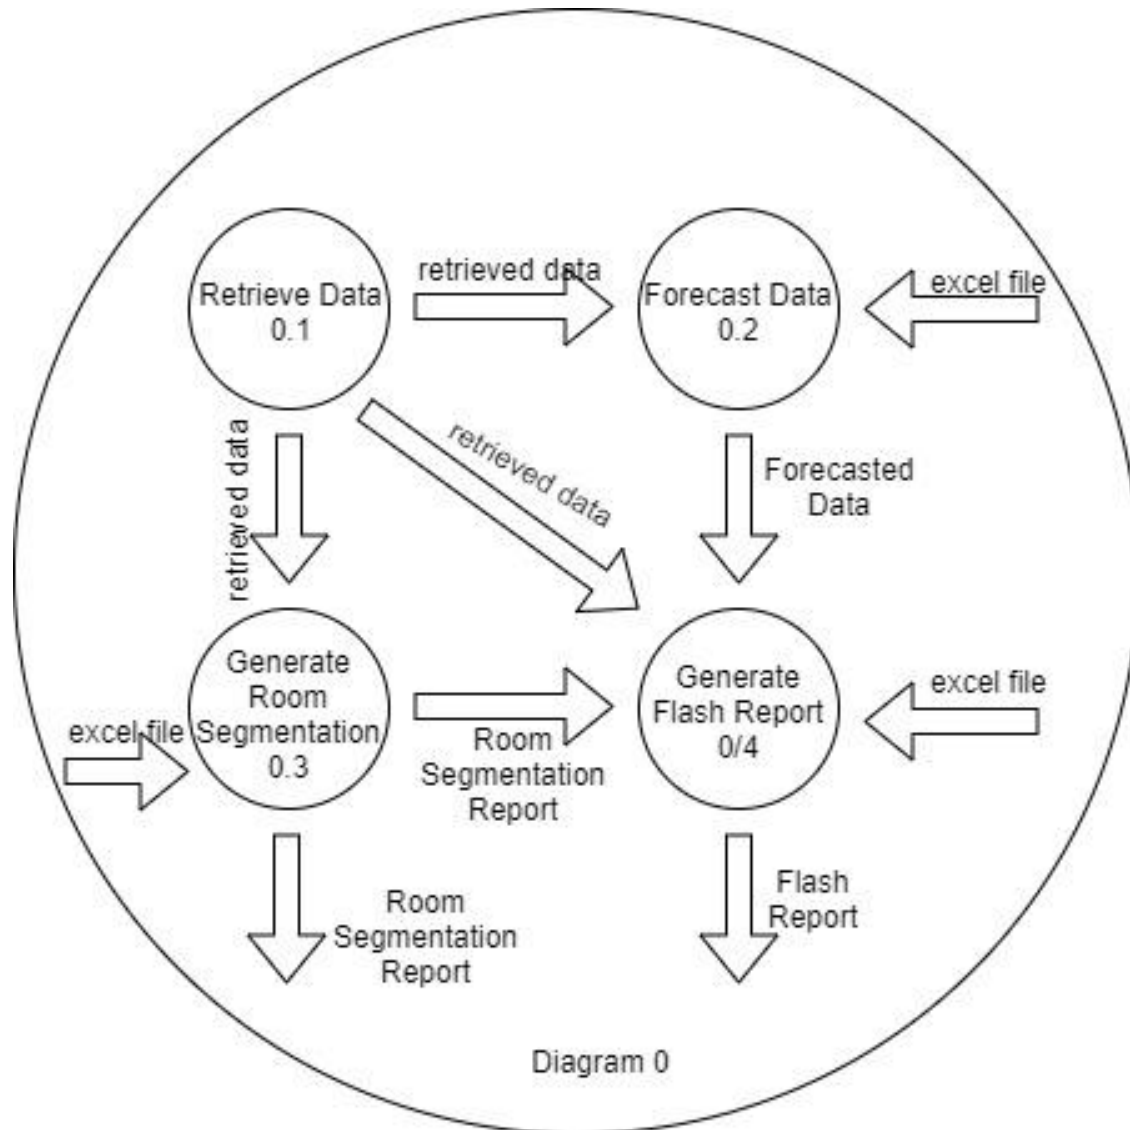 retrieved data
Retrieve Data
0.1
Forecast Data
0.2
excel file
retrieved data
retrieved data
Forecasted
Data
Generate
Room
Segmentation
0.3
excel file
Room
Segmentation
Report
Generate
Flash Report
0/4
excel file
Room
Segmentation
Report
Flash
Report
Diagram 0